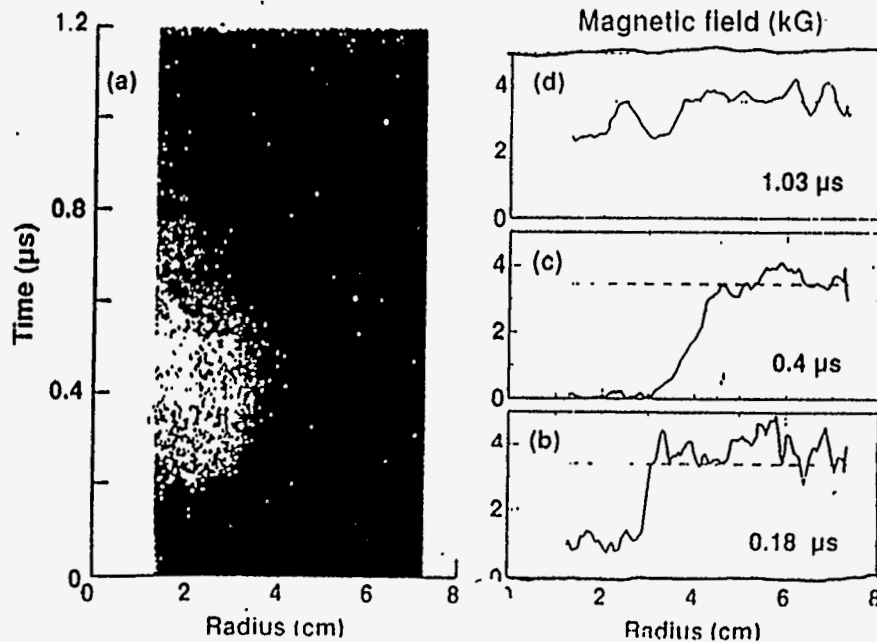 Magnetic field (kG)
1.2
(a)
0.8
0.4
0
Time (μs)
0 2 4 6 8
Radius (cm)
(d)
4
2
0
1.03 μs
(c)
4
2
0
0.4 μs
(b)
4
2
0
0.18 μs
2 4 6 8
Radius (cm)